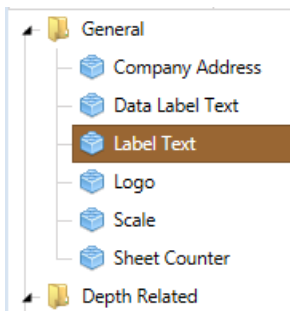 General
Company Address
Data Label Text
Label Text
Logo
Scale
Sheet Counter
Depth Related